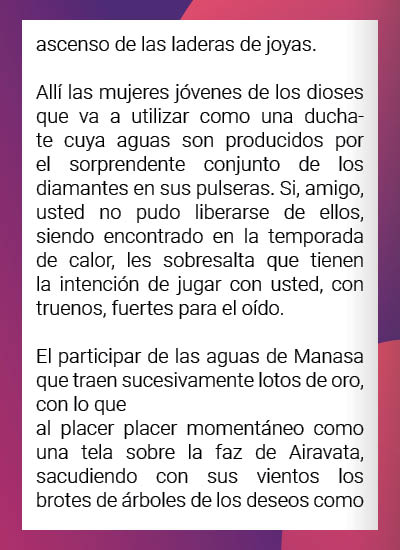 ascenso de las laderas de joyas.
Allí las mujeres jóvenes de los dioses
que va a utilizar como una ducha-
te cuya aguas son producidos por
el sorprendente conjunto de los
diamantes en sus pulseras. Si, amigo,
usted no pudo liberarse de ellos,
siendo encontrado en la temporada
de calor, les sobresalta que tienen
la intención de jugar con usted, con
truenos, fuertes para el oído.
El participar de las aguas de Manasa
que traen sucesivamente lotos de oro,
con lo que
al placer placer momentáneo como
una tela sobre la faz de Airavata,
sacudiendo con sus vientos los
brotes de árboles de los deseos como